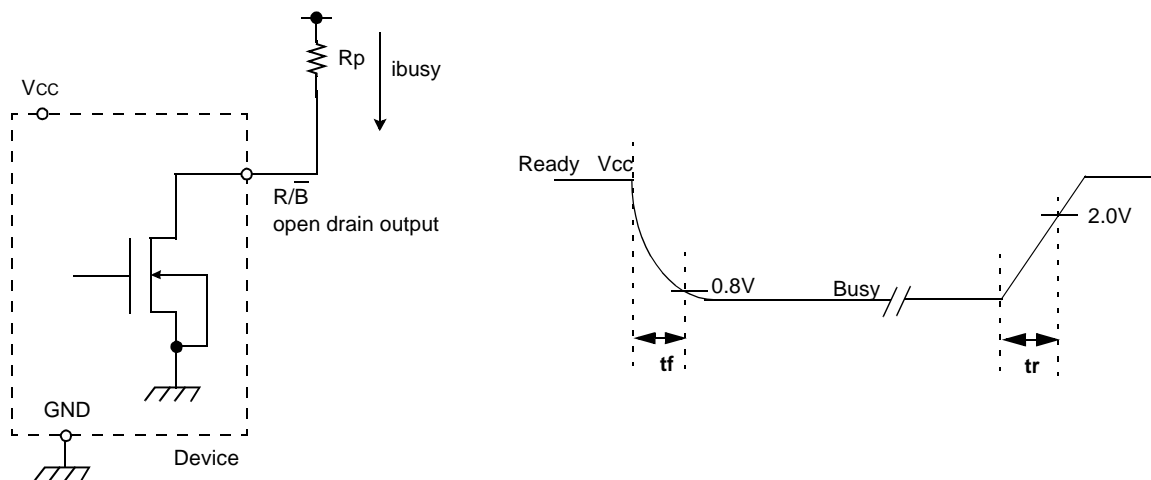 Rp
ibusy
VCC
R/B̅
open drain output
GND
Device
Ready Vcc
2.0V
0.8V
Busy
tf
tr